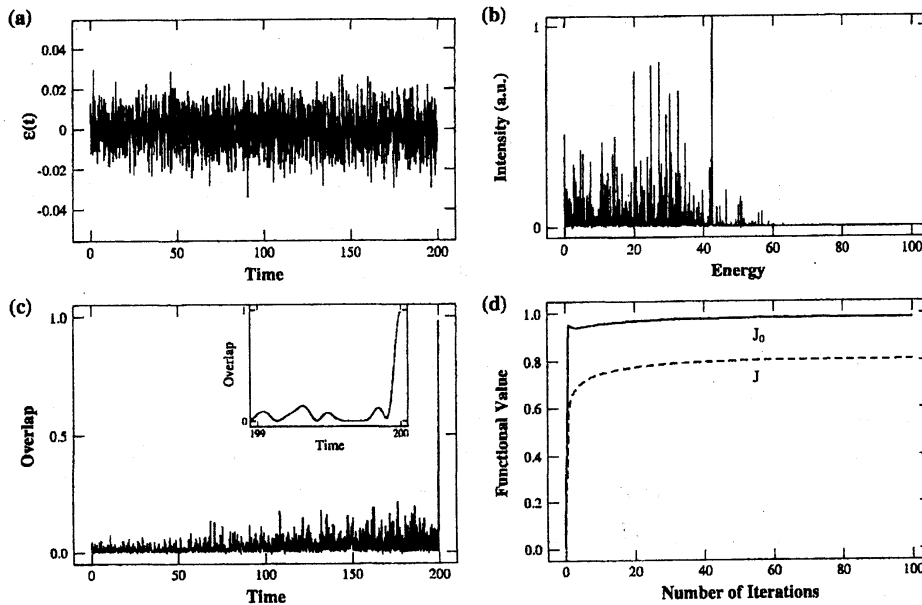 (a)
0.04
0.02
0
-0.02
-0.04
ε(t)
0 50 100 150 200
Time
(b)
1
0
Intensity (a.u.)
0 20 40 60 80 100
Energy
(c)
1.0
0.5
0.0
Overlap
0 50 100 150 200
Time
1
0
Overlap
199 200
Time
(d)
1.0
0.8
0.6
0.4
0.2
0.0
Functional Value
J₀
J
0 20 40 60 80 100
Number of Iterations